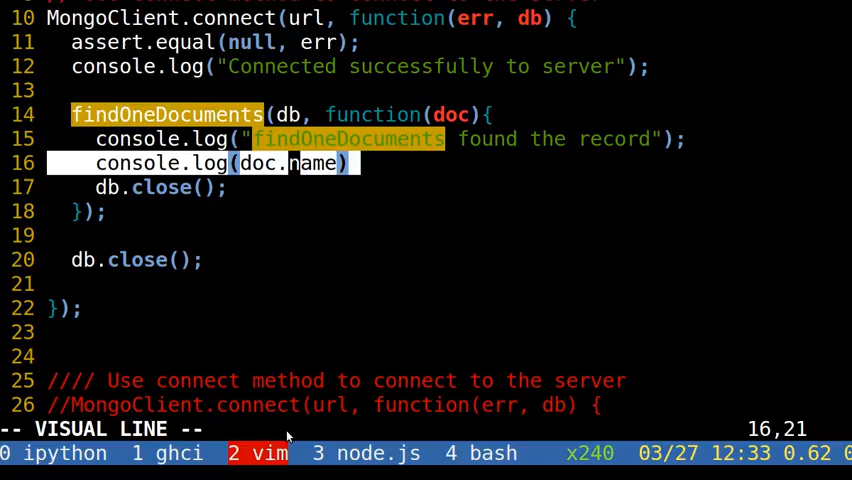 10 MongoClient.connect(url, function(err, db) {
11   assert.equal(null, err);
12   console.log("Connected successfully to server");
13
14   findOneDocuments(db, function(doc){
15     console.log("findOneDocuments found the record");
16     console.log(doc.name)
17     db.close();
18   });
19
20   db.close();
21
22 });
23
24
25 //// Use connect method to connect to the server
26 //MongoClient.connect(url, function(err, db) {
-- VISUAL LINE -- 16,21
0 ipython 1 ghci 2 vim 3 node.js 4 bash x240 03/27 12:33 0.62